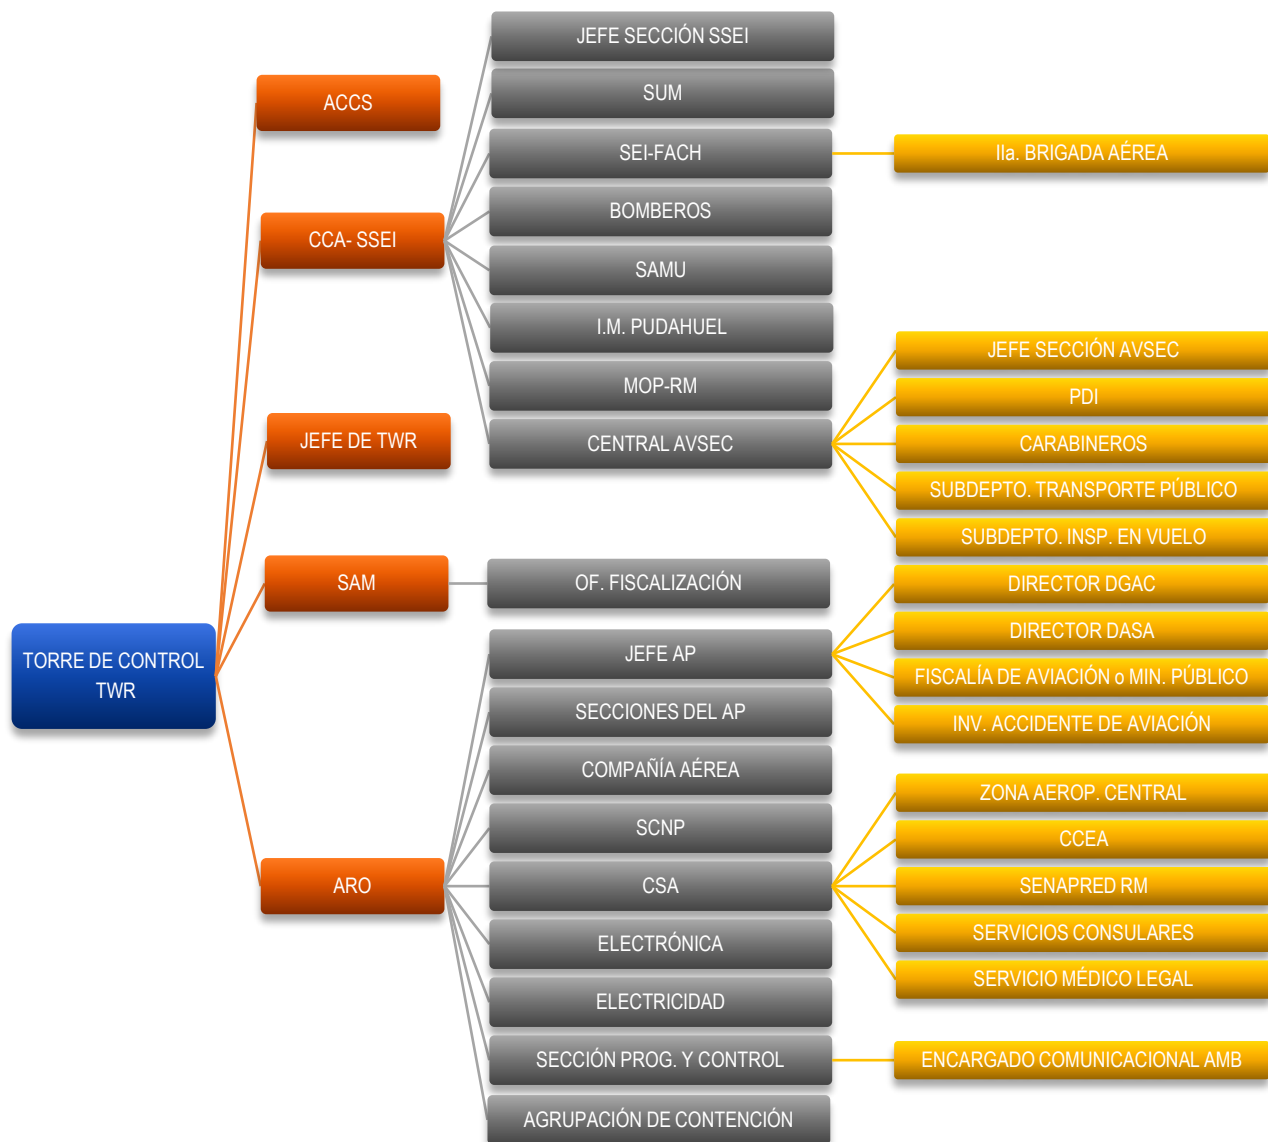 TORRE DE CONTROL
TWR
ACCS
CCA- SSEI
JEFE DE TWR
SAM
ARO
JEFE SECCIÓN SSEI
SUM
SEI-FACH
BOMBEROS
SAMU
I.M. PUDAHUEL
MOP-RM
CENTRAL AVSEC
OF. FISCALIZACIÓN
JEFE AP
SECCIONES DEL AP
COMPAÑÍA AÉREA
SCNP
CSA
ELECTRÓNICA
ELECTRICIDAD
SECCIÓN PROG. Y CONTROL
AGRUPACIÓN DE CONTENCIÓN
IIa. BRIGADA AÉREA
JEFE SECCIÓN AVSEC
PDI
CARABINEROS
SUBDEPTO. TRANSPORTE PÚBLICO
SUBDEPTO. INSP. EN VUELO
DIRECTOR DGAC
DIRECTOR DASA
FISCALÍA DE AVIACIÓN o MIN. PÚBLICO
INV. ACCIDENTE DE AVIACIÓN
ZONA AEROP. CENTRAL
CCEA
SENAPRED RM
SERVICIOS CONSULARES
SERVICIO MÉDICO LEGAL
ENCARGADO COMUNICACIONAL AMB